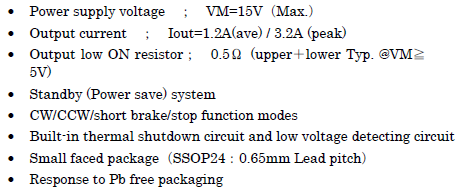 • Power supply voltage ； VM=15V（Max.）
• Output current ； Iout=1.2A(ave) / 3.2A (peak)
• Output low ON resistor； 0.5Ω (upper＋lower Typ. @VM≧
5V)
• Standby (Power save) system
• CW/CCW/short brake/stop function modes
• Built-in thermal shutdown circuit and low voltage detecting circuit
• Small faced package（SSOP24：0.65mm Lead pitch）
• Response to Pb free packaging